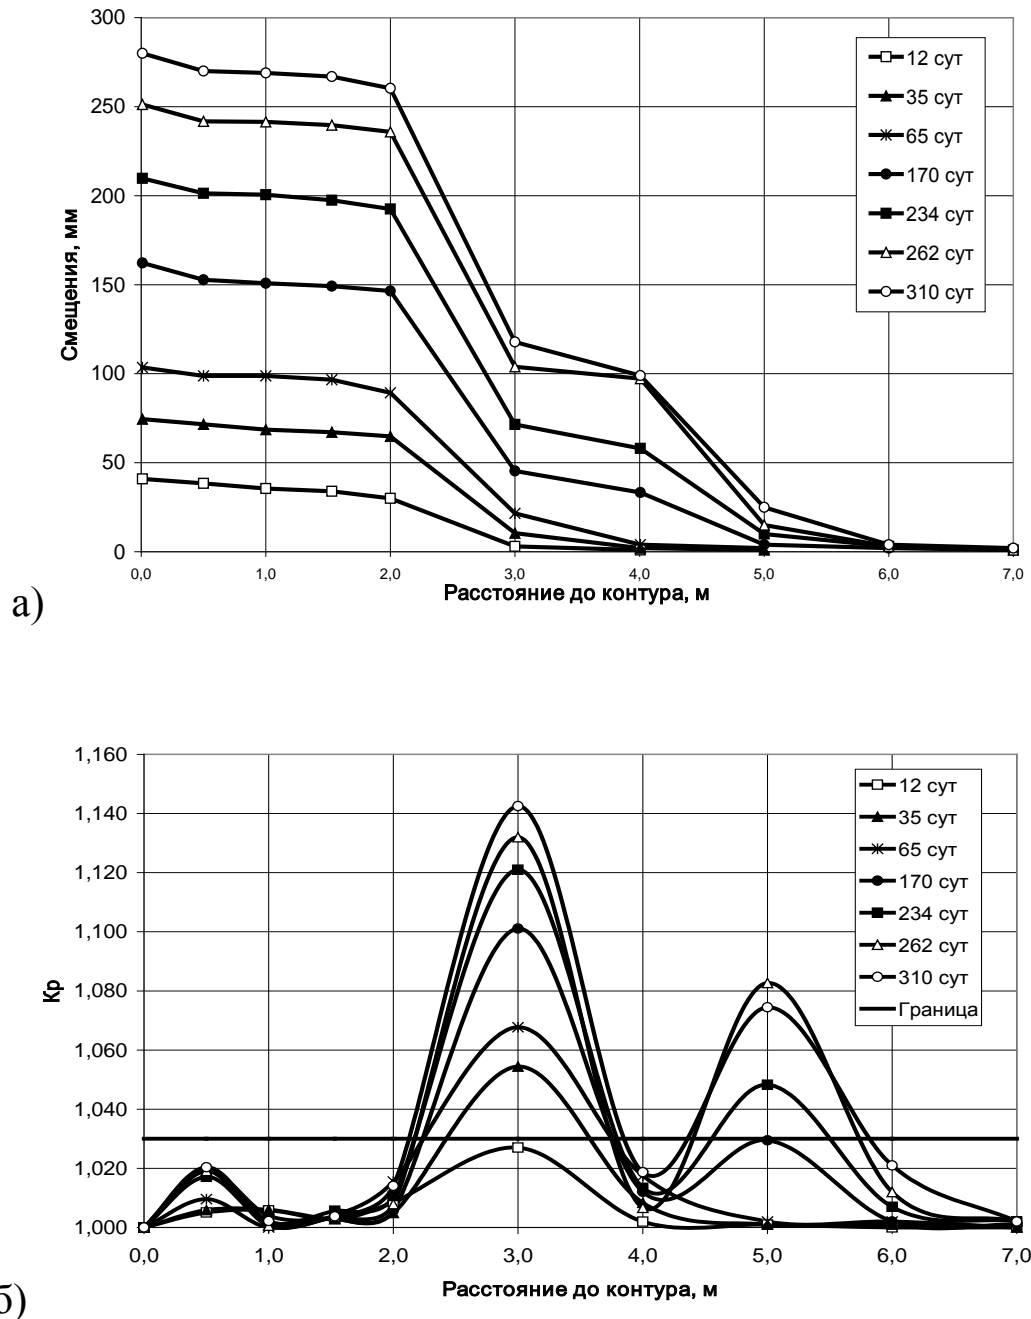 300
250
200
150
100
50
0
Смещения, мм
0,0 1,0 2,0 3,0 4,0 5,0 6,0 7,0
Расстояние до контура, м
12 сут
35 сут
65 сут
170 сут
234 сут
262 сут
310 сут
а)
1,160
1,140
1,120
1,100
1,080
1,060
1,040
1,020
1,000
Кр
0,0 1,0 2,0 3,0 4,0 5,0 6,0 7,0
Расстояние до контура, м
12 сут
35 сут
65 сут
170 сут
234 сут
262 сут
310 сут
Граница
б)